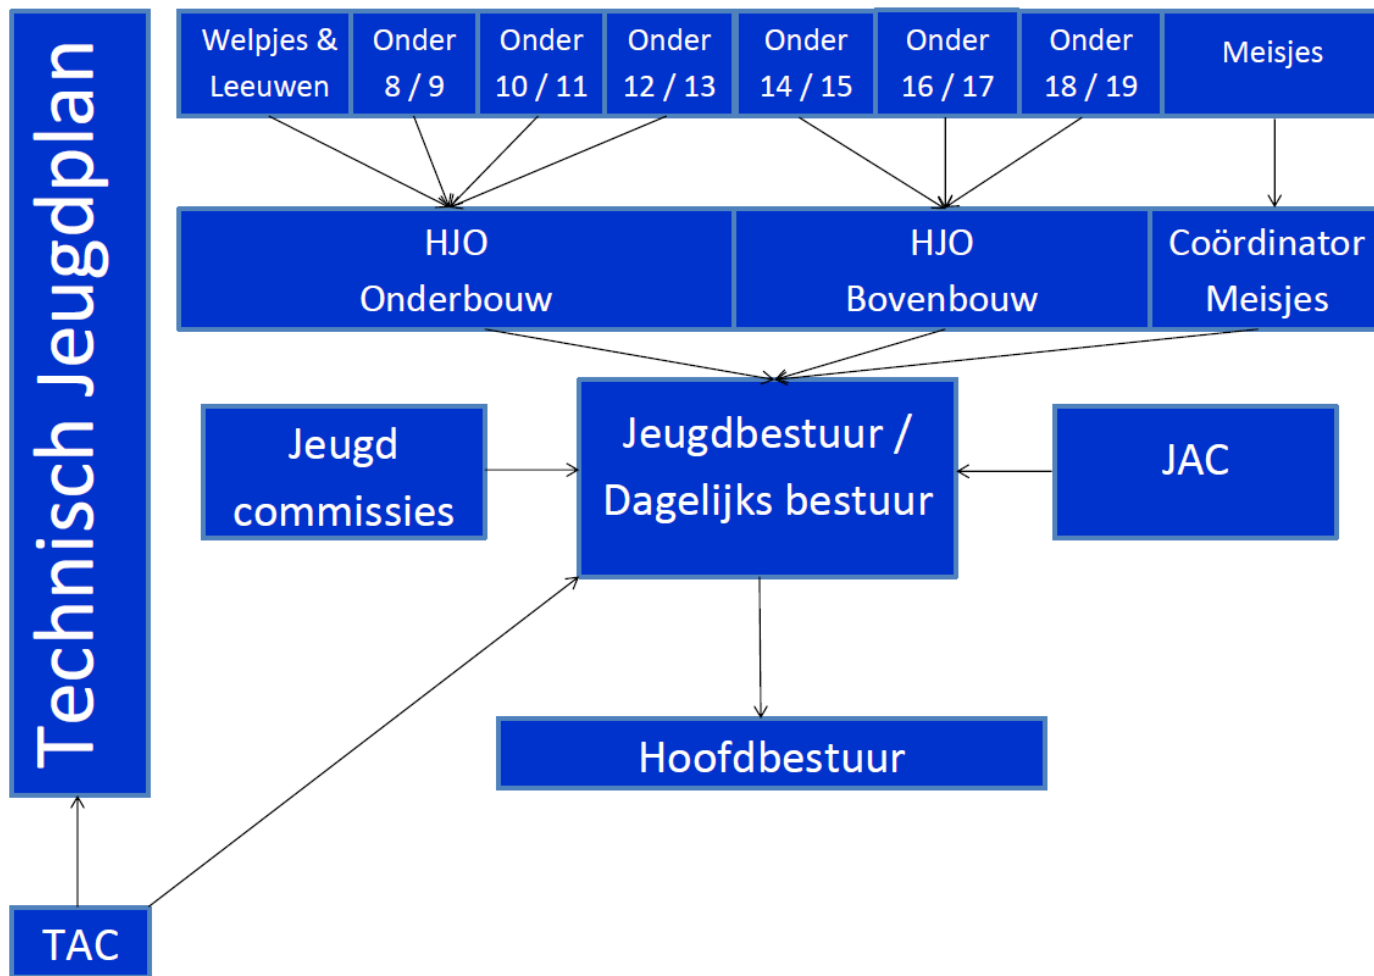 Technisch Jeugdplan
Welpjes &
Leeuwen
Onder
8 / 9
Onder
10 / 11
Onder
12 / 13
Onder
14 / 15
Onder
16 / 17
Onder
18 / 19
Meisjes
HJO
Onderbouw
HJO
Bovenbouw
Coördinator
Meisjes
Jeugd
commissies
Jeugdbestuur /
Dagelijks bestuur
JAC
Hoofdbestuur
TAC